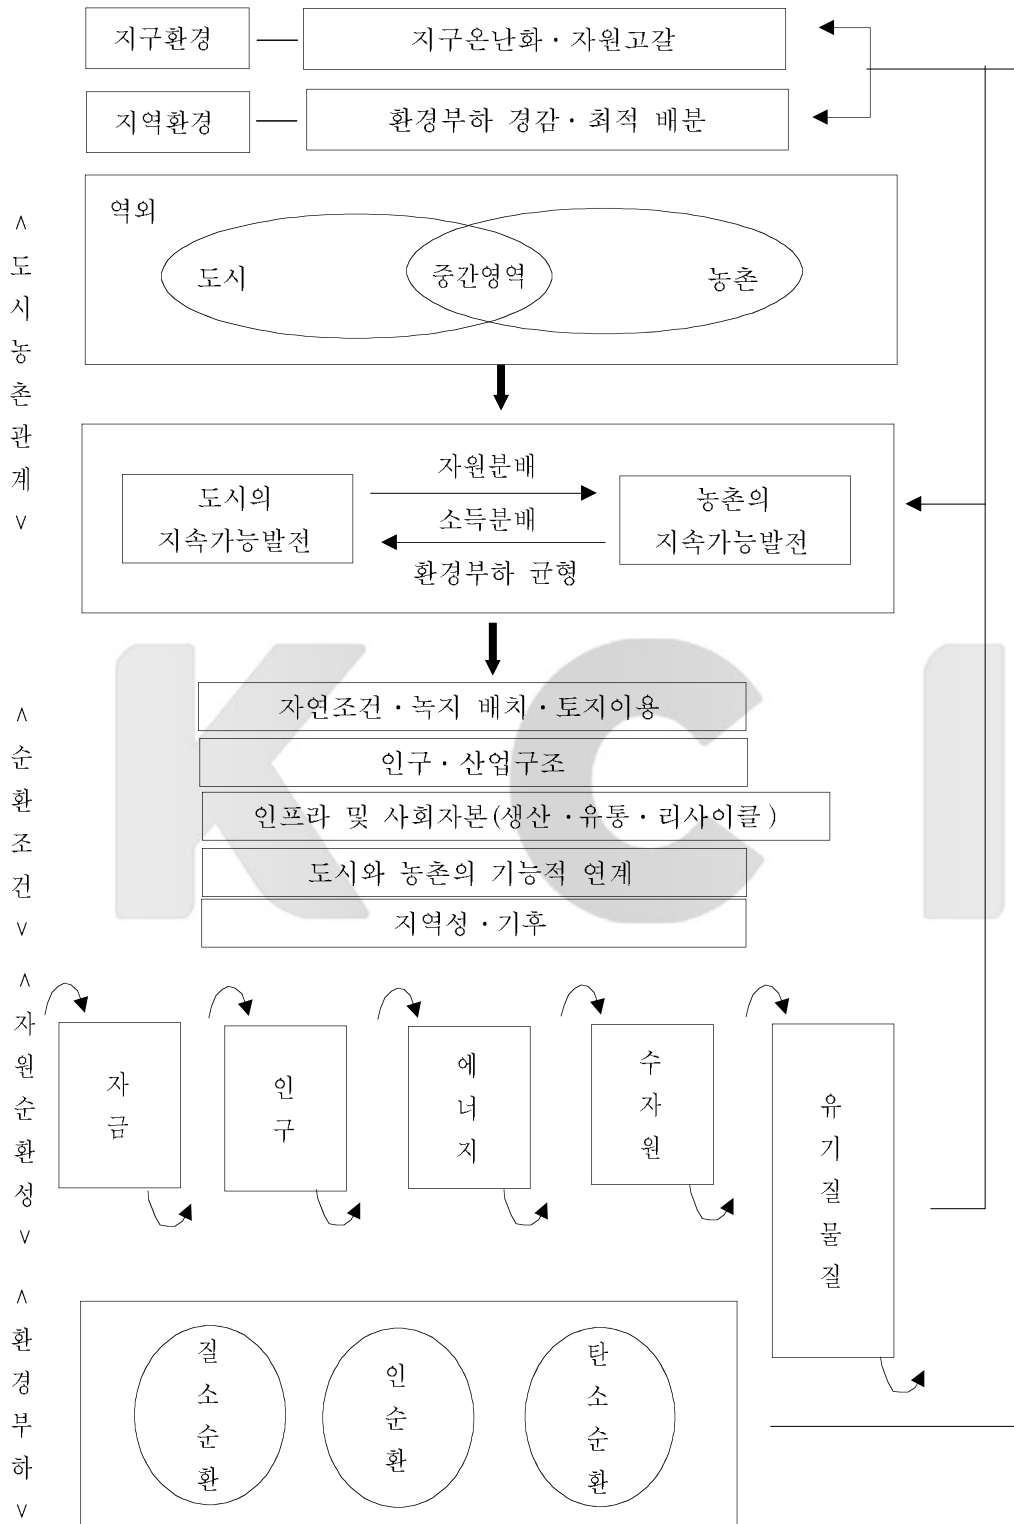 지구환경
지구온난화·자원고갈
지역환경
환경부하 경감·최적 배분
<도시농촌관계>
역외
도시
중간영역
농촌
도시의
지속가능발전
자원분배
소득분배
환경부하 균형
농촌의
지속가능발전
<순환조건>
자연조건·녹지 배치·토지이용
인구·산업구조
인프라 및 사회자본(생산·유통·리사이클)
도시와 농촌의 기능적 연계
지역성·기후
<자원순환성>
자금
인구
에너지
수자원
유기질물질
<환경부하>
질소순환
인순환
탄소순환
KCI